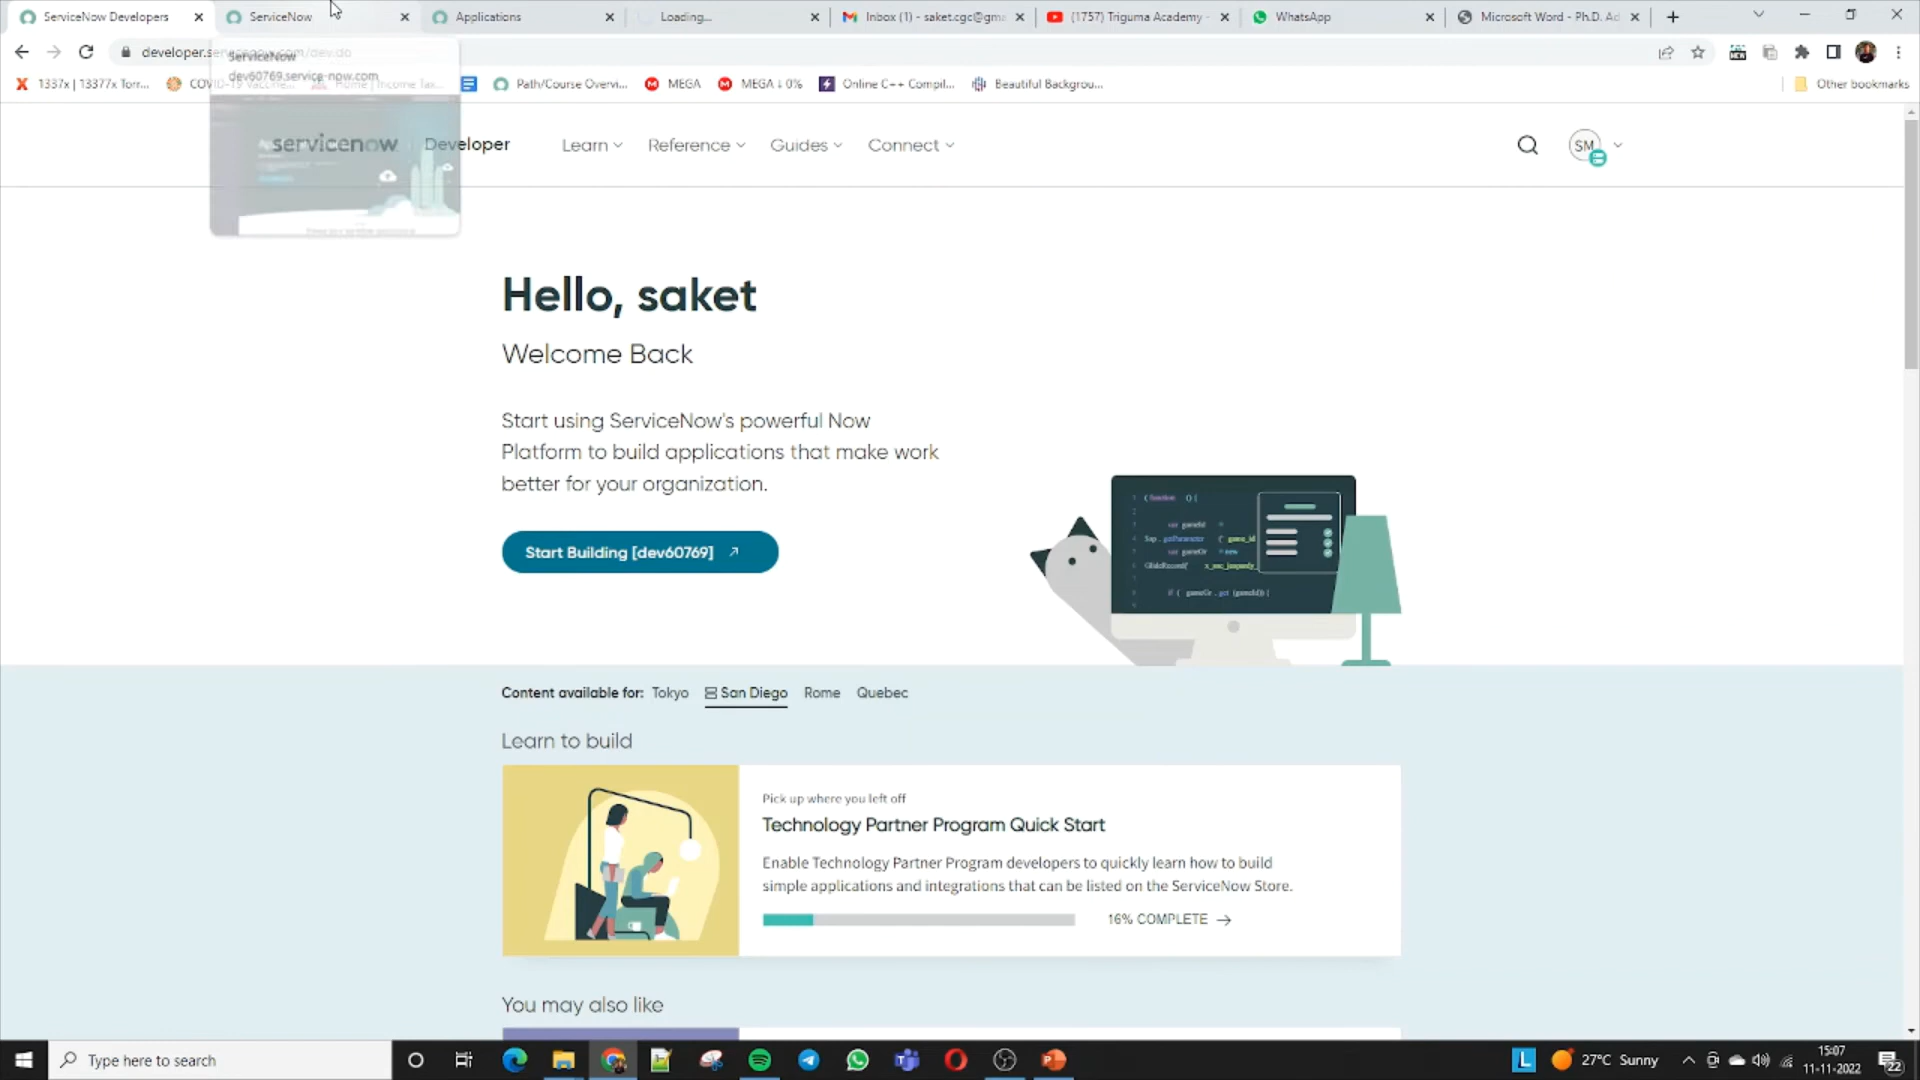 ServiceNow Developers
ServiceNow
Applications
Loading...
Inbox (1) - saket.cgc@gm
(1757) Triguma Academy -
WhatsApp
Microsoft Word - Ph.D. Ad
ServiceNow
dev60769.service-now.com
1337x | 13377x Torr...
Path/Course Overvi...
MEGA
MEGA ↓ 0%
Online C++ Compil...
Beautiful Backgrou...
Other bookmarks
servicenow Developer
Learn
Reference
Guides
Connect
SM
Hello, saket
Welcome Back
Start using ServiceNow's powerful Now
Platform to build applications that make work
better for your organization.
Start Building [dev60769]
Content available for: Tokyo San Diego Rome Quebec
Learn to build
Pick up where you left off
Technology Partner Program Quick Start
Enable Technology Partner Program developers to quickly learn how to build
simple applications and integrations that can be listed on the ServiceNow Store.
16% COMPLETE
You may also like
Type here to search
27°C Sunny
15:07
11-11-2022
22